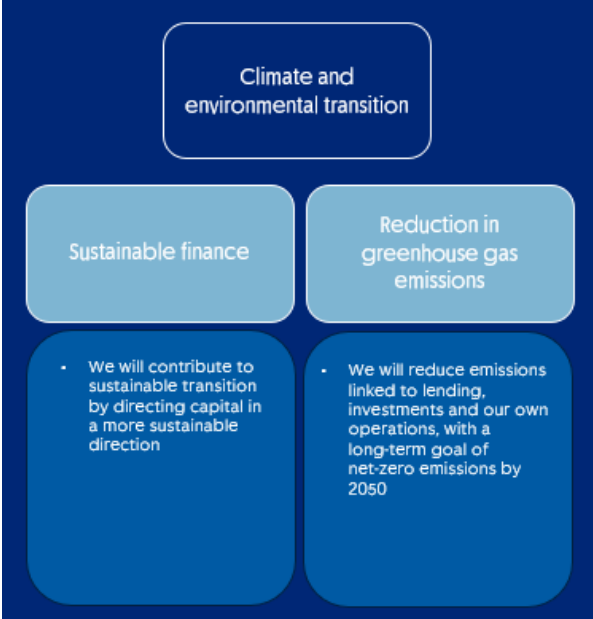 Climate and
environmental transition
Sustainable finance
Reduction in
greenhouse gas
emissions
• We will contribute to
sustainable transition
by directing capital in
a more sustainable
direction
• We will reduce emissions
linked to lending,
investments and our own
operations, with a
long-term goal of
net-zero emissions by
2050